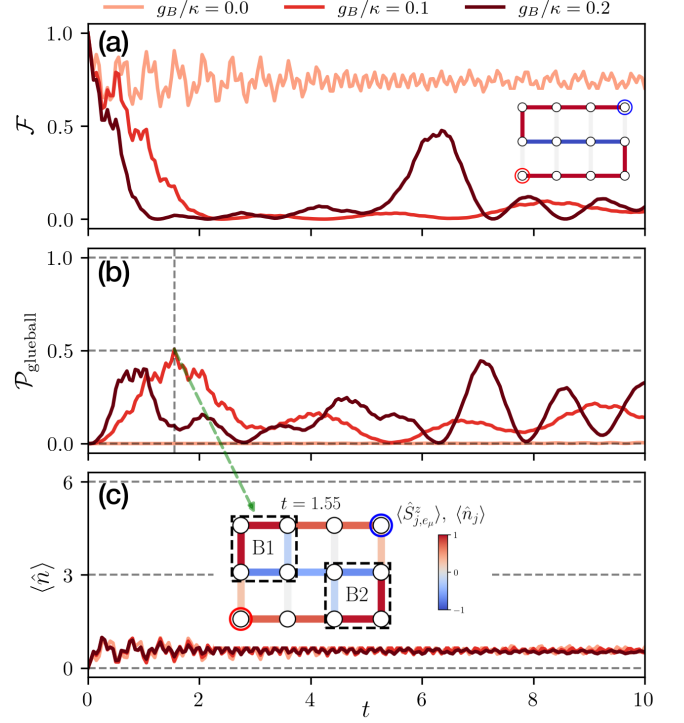 g_B/κ = 0.0 g_B/κ = 0.1 g_B/κ = 0.2
(a)
1.0
0.5
0.0
ℱ
(b)
1.0
0.5
0.0
𝒫_glueball
(c)
6
3
0
⟨n̂⟩
t = 1.55
⟨Ŝ^z_{j,e_μ}⟩, ⟨n̂_j⟩
B1
B2
1
0
−1
0 2 4 6 8 10
t